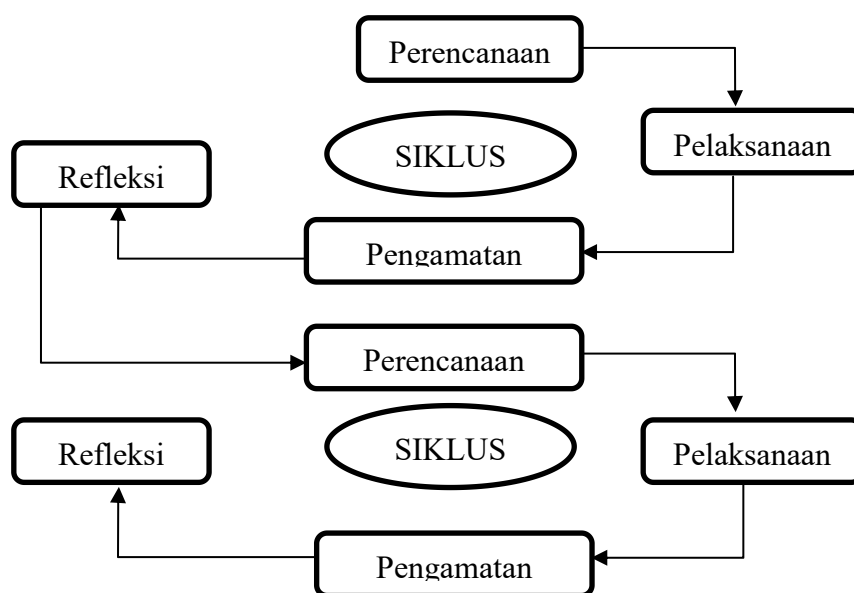 Perencanaan
Pelaksanaan
SIKLUS
Refleksi
Pengamatan
Perencanaan
Pelaksanaan
SIKLUS
Refleksi
Pengamatan